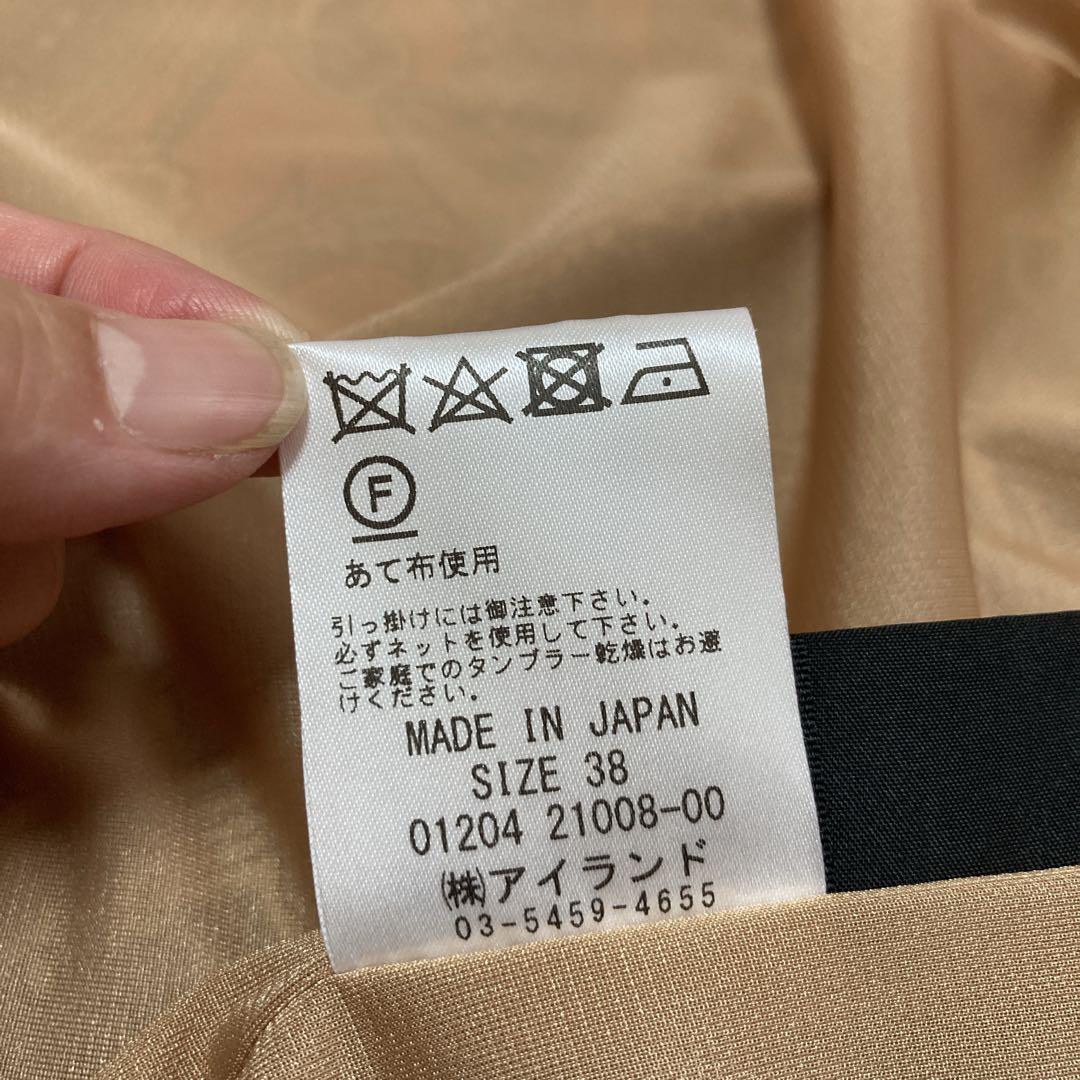 F
あて布使用
引っ掛けには御注意下さい。
必ずネットを使用して下さい。
ご家庭でのタンブラー乾燥はお避
けください。
MADE IN JAPAN
SIZE 38
01204 21008-00
㈱アイランド
03-5459-4655